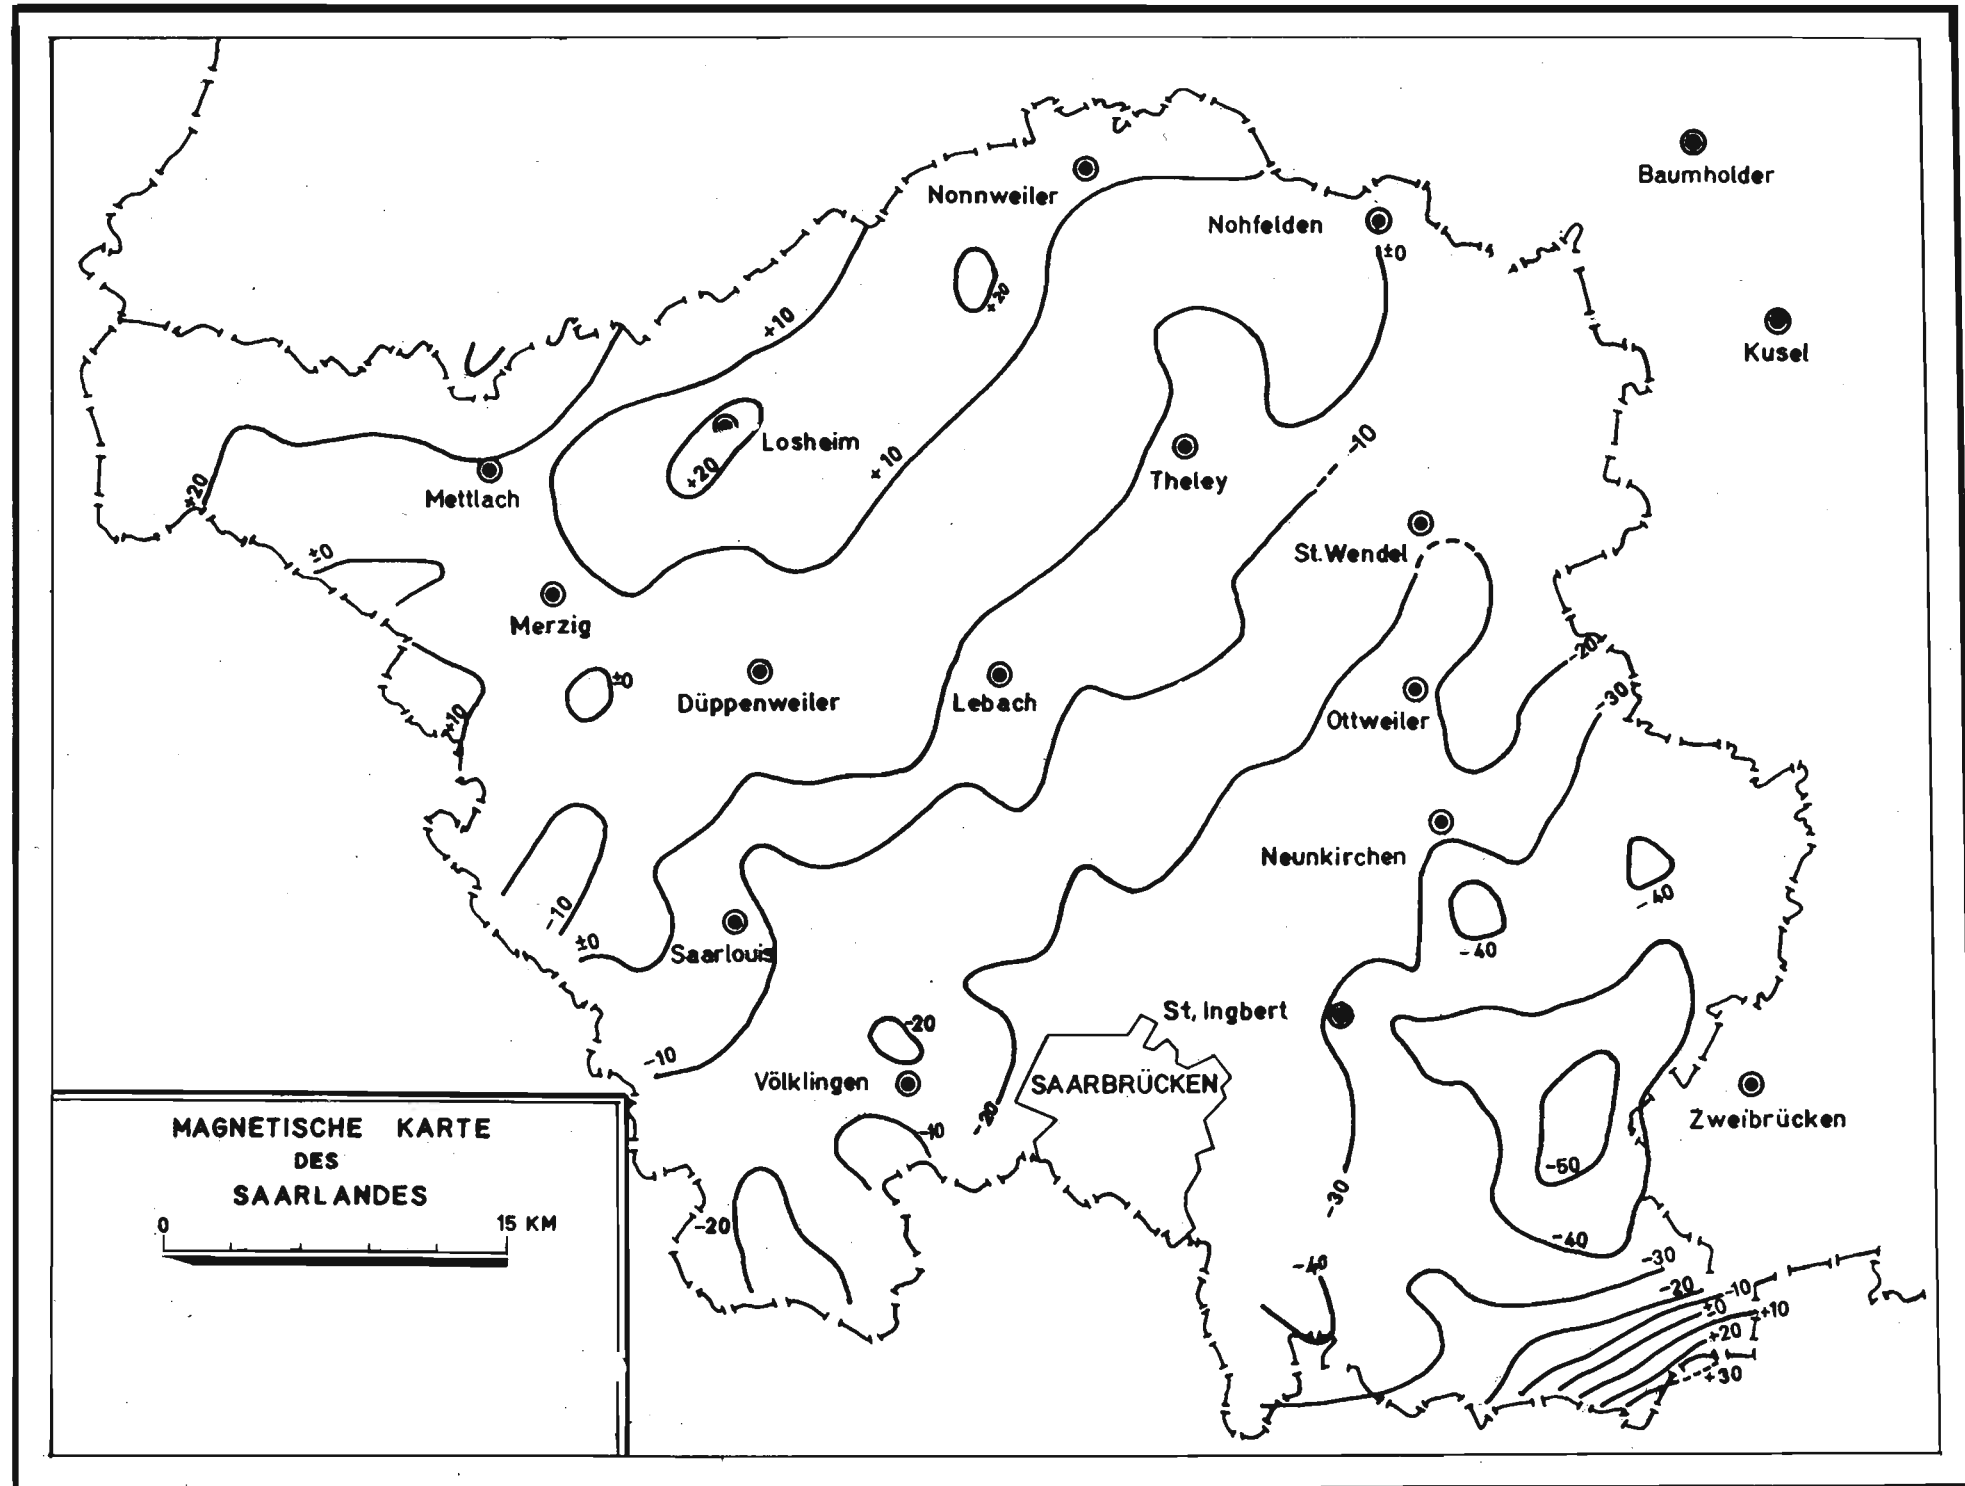 Baumholder
Nonnweiler
Nohfelden
±0
+20
+10
Kusel
Losheim
+20
+10
-10
Mettlach
+20
Theley
±0
St.Wendel
Merzig
-20
±0
Düppenweiler
Lebach
-30
Ottweiler
+10
Neunkirchen
-40
-10
±0
Saarlouis
-40
St,Ingbert
-20
-10
Völklingen
SAARBRÜCKEN
-20
-10
Zweibrücken
-50
-30
-20
-40
-30
-40
-20
-10
±0
+10
+20
+30
MAGNETISCHE KARTE
DES
SAARLANDES
0 15 KM